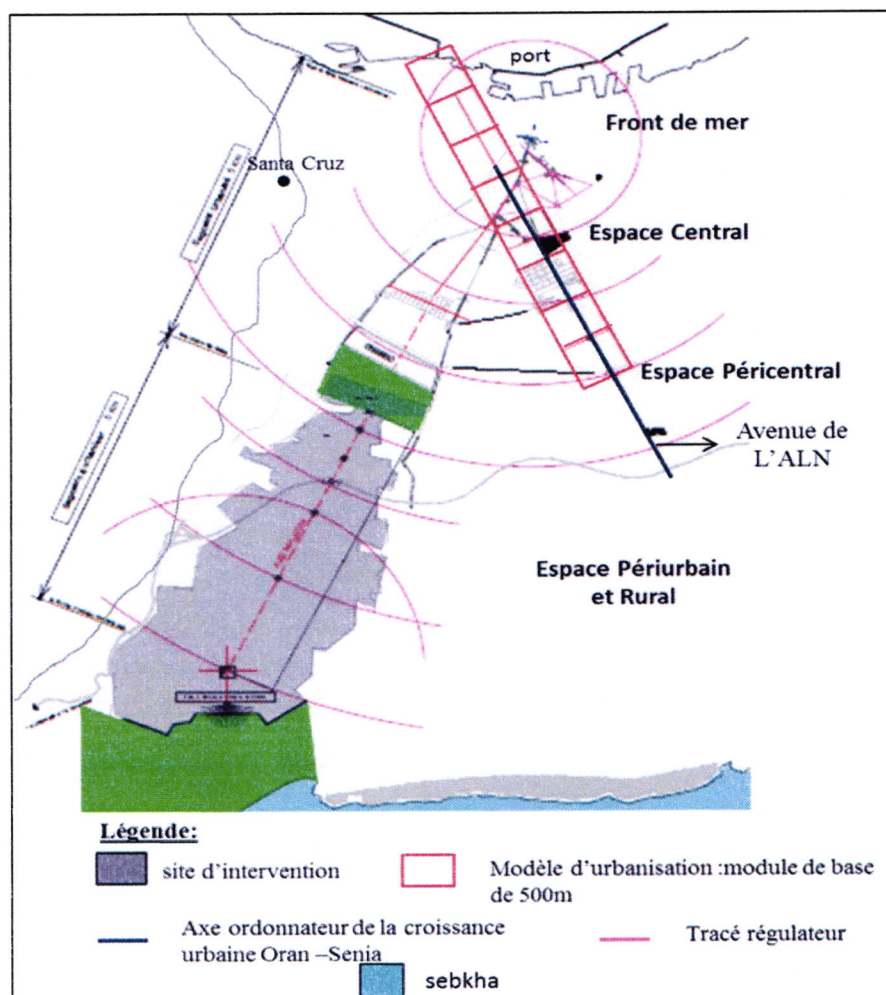 port
Front de mer
Santa Cruz
Espace Central
Espace Péricentral
Avenue de
L'ALN
Espace Périurbain
et Rural
Légende:
site d'intervention
Modèle d'urbanisation :module de base
de 500m
Axe ordonnateur de la croissance
urbaine Oran –Senia
Tracé régulateur
sebkha